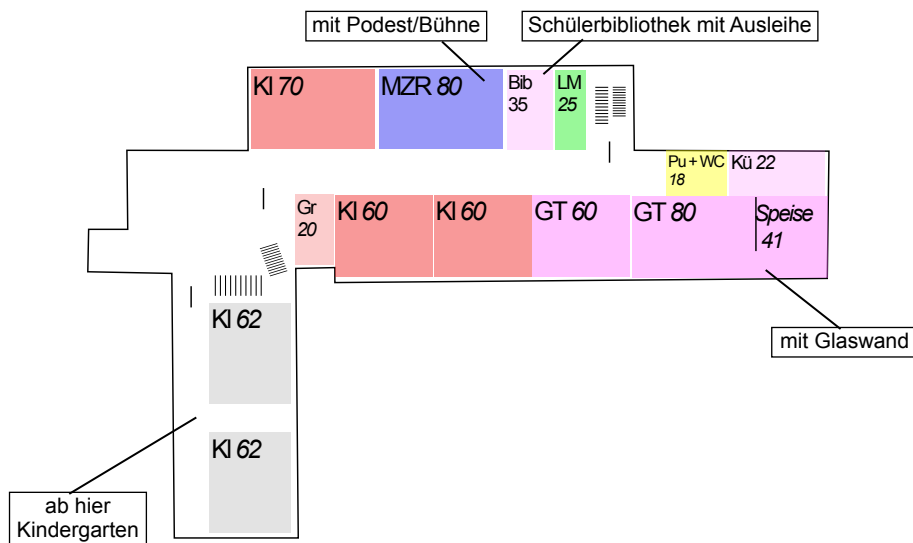 mit Podest/Bühne
Schülerbibliothek mit Ausleihe
Kl 70
MZR 80
Bib
35
LM
25
Pu + WC
18
Kü 22
Gr
20
Kl 60
Kl 60
GT 60
GT 80
Speise
41
Kl 62
mit Glaswand
Kl 62
ab hier
Kindergarten